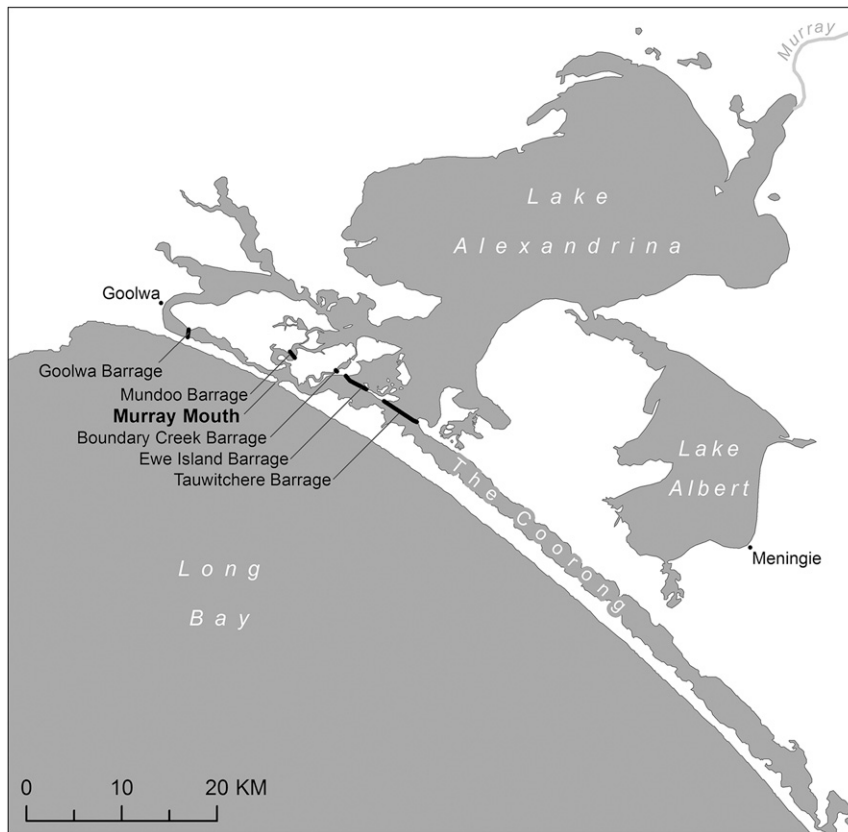 Murray
Lake
Alexandrina
Goolwa
Goolwa Barrage
Mundoo Barrage
Murray Mouth
Boundary Creek Barrage
Ewe Island Barrage
Tauwitchere Barrage
The Coorong
Lake
Albert
Meningie
Long
Bay
0 10 20 KM